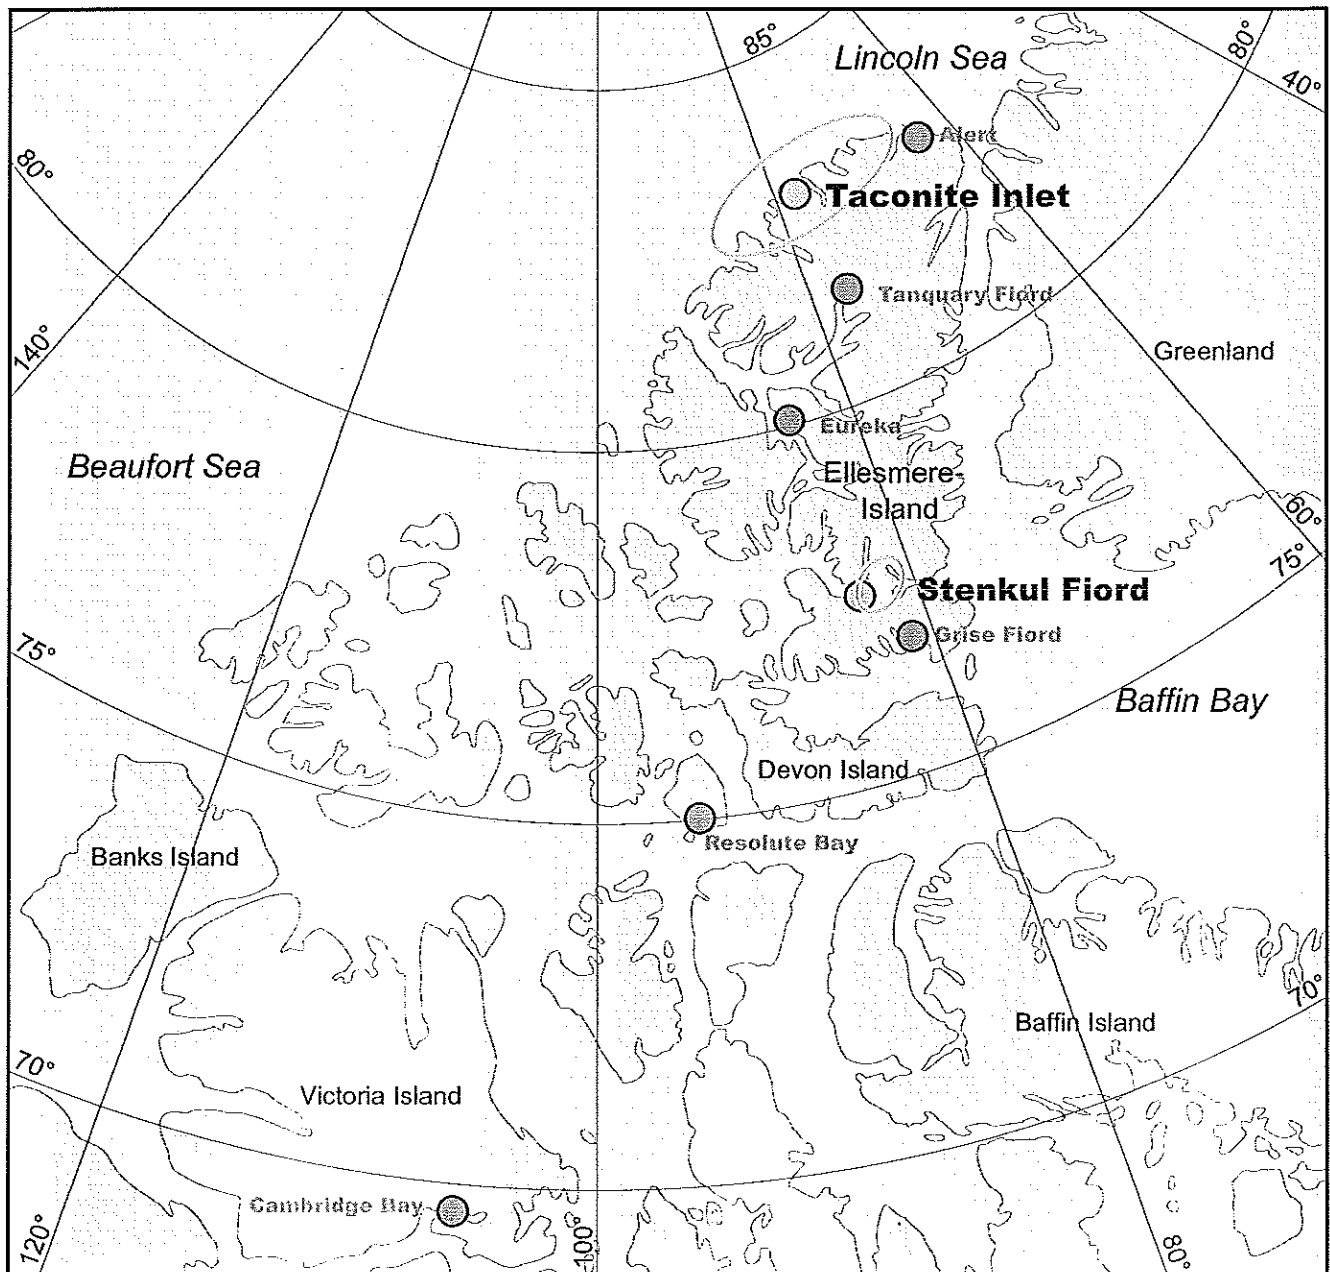 85°
Lincoln Sea
80°
40°
Alert
80°
Taconite Inlet
Tanquary Fiord
140°
Greenland
Eureka
Beaufort Sea
Ellesmere-
Island
60°
75°
Stenkul Fiord
Grise Fiord
75°
Baffin Bay
Devon Island
Resolute Bay
Banks Island
70°
Baffin Island
70°
Victoria Island
Cambridge Bay
120°
100°
80°